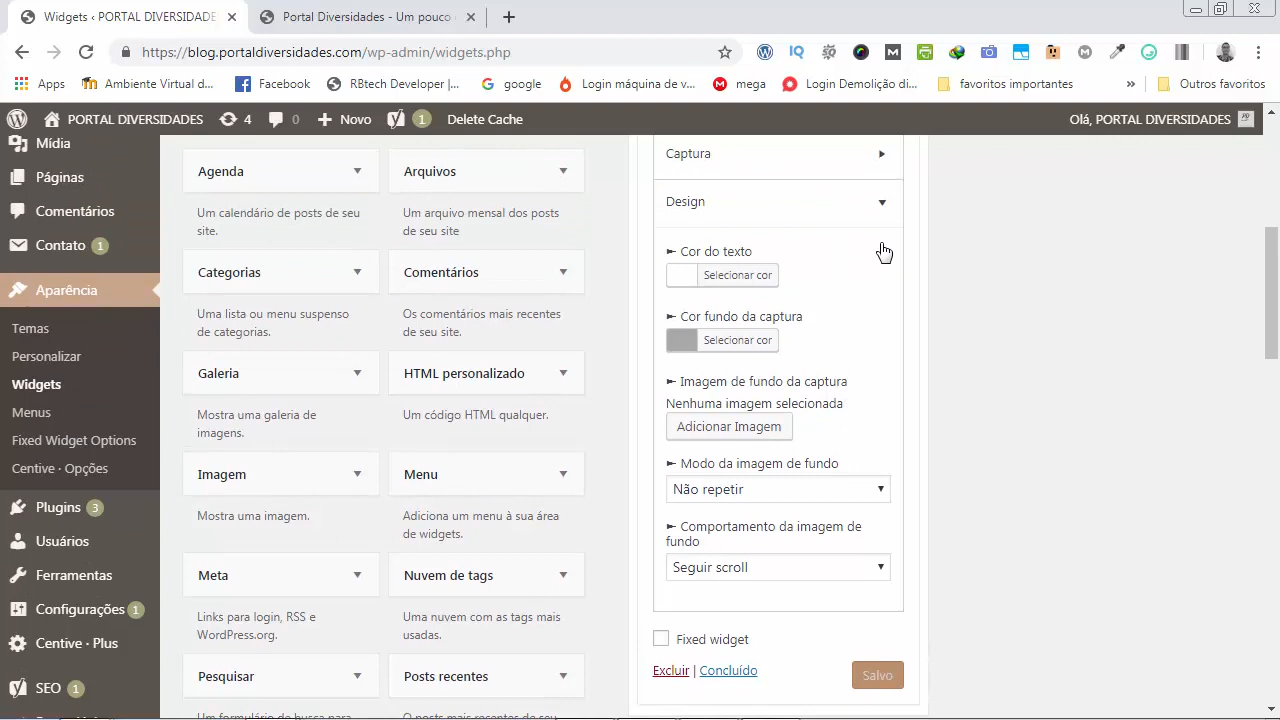 Widgets ‹ PORTAL DIVERSIDADES
Portal Diversidades - Um pouco
https://blog.portaldiversidades.com/wp-admin/widgets.php
Apps
Ambiente Virtual d...
Facebook
RBtech Developer |...
google
Login máquina de v...
mega
Login Demolição di...
favoritos importantes
»
Outros favoritos
PORTAL DIVERSIDADES
4
0
Novo
1
Delete Cache
Olá, PORTAL DIVERSIDADES
Mídia
Páginas
Comentários
Contato 1
Aparência
Temas
Personalizar
Widgets
Menus
Fixed Widget Options
Centive · Opções
Plugins 3
Usuários
Ferramentas
Configurações 1
Centive · Plus
SEO 1
Agenda
Um calendário de posts de seu
site.
Categorias
Uma lista ou menu suspenso
de categorias.
Galeria
Mostra uma galeria de
imagens.
Imagem
Mostra uma imagem.
Meta
Links para login, RSS e
WordPress.org.
Pesquisar
Arquivos
Um arquivo mensal dos posts
de seu site
Comentários
Os comentários mais recentes
de seu site.
HTML personalizado
Um código HTML qualquer.
Menu
Adiciona um menu à sua área
de widgets.
Nuvem de tags
Uma nuvem com as tags mais
usadas.
Posts recentes
Captura
Design
► Cor do texto
Selecionar cor
► Cor fundo da captura
Selecionar cor
► Imagem de fundo da captura
Nenhuma imagem selecionada
Adicionar Imagem
► Modo da imagem de fundo
Não repetir
► Comportamento da imagem de
fundo
Seguir scroll
Fixed widget
Excluir | Concluído
Salvo